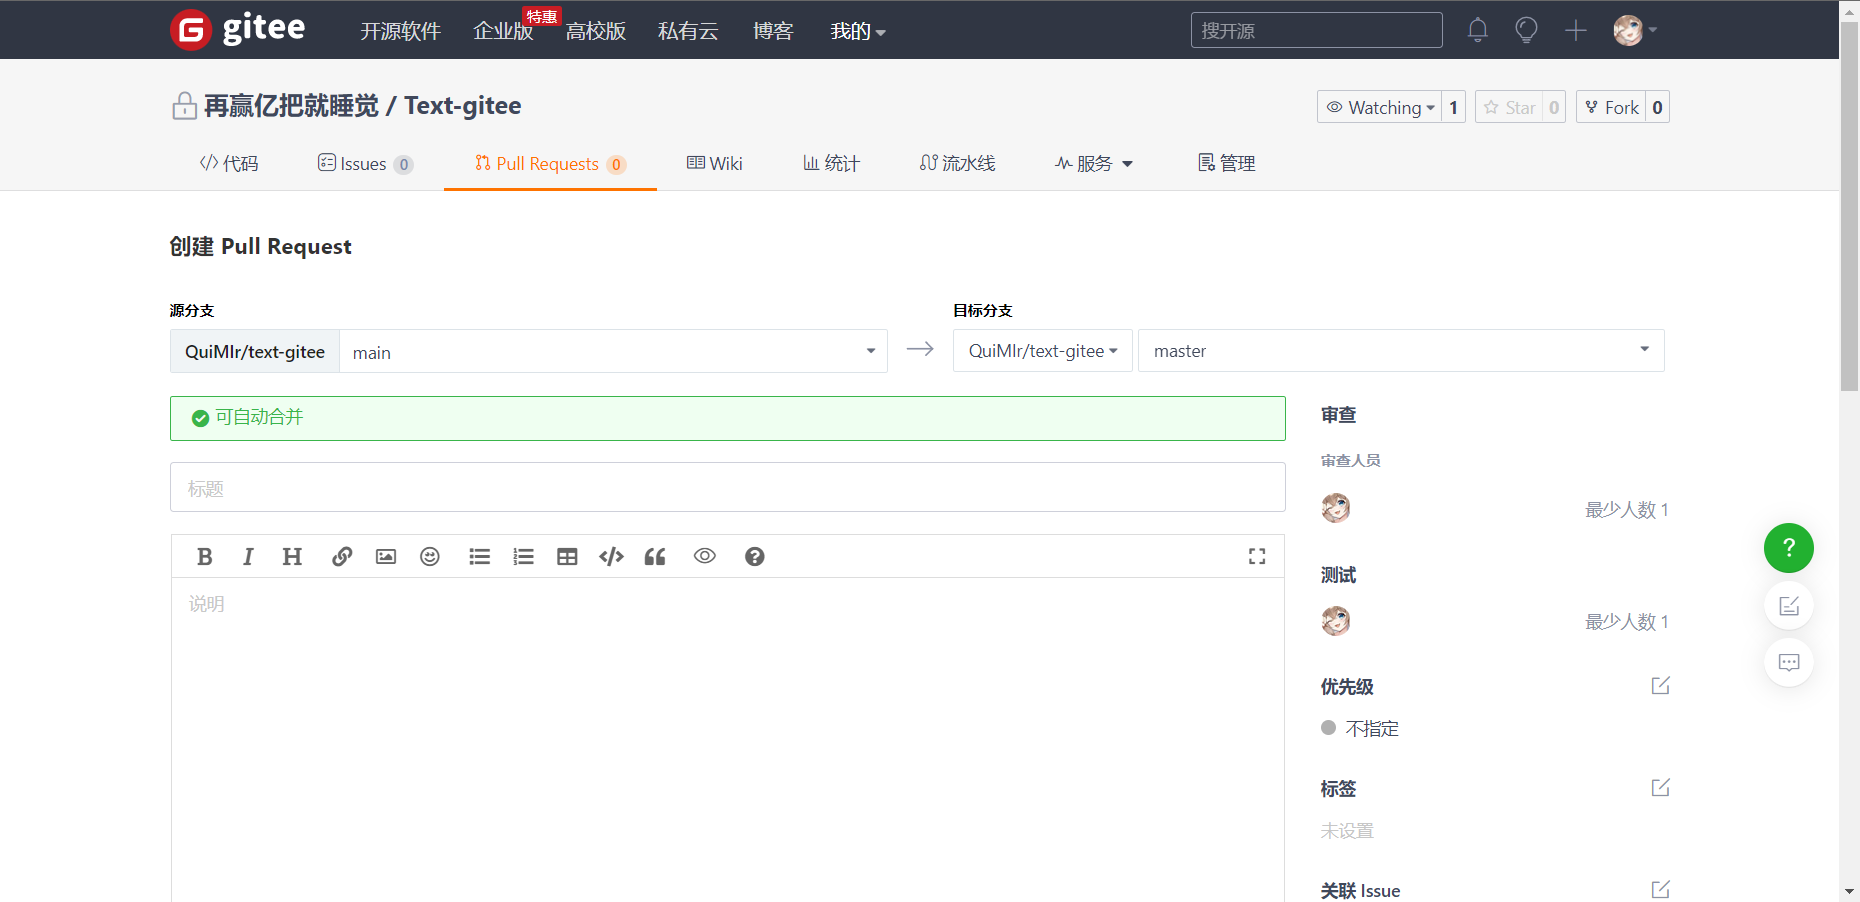 gitee 开源软件 企业版 特惠 高校版 私有云 博客 我的 搜开源
再赢亿把就睡觉 / Text-gitee Watching 1 Star 0 Fork 0
代码 Issues 0 Pull Requests 0 Wiki 统计 流水线 服务 管理
创建 Pull Request
源分支 目标分支
QuiMIr/text-gitee main QuiMIr/text-gitee master
可自动合并
标题
说明
审查
审查人员
最少人数 1
测试
最少人数 1
优先级
不指定
标签
未设置
关联 Issue